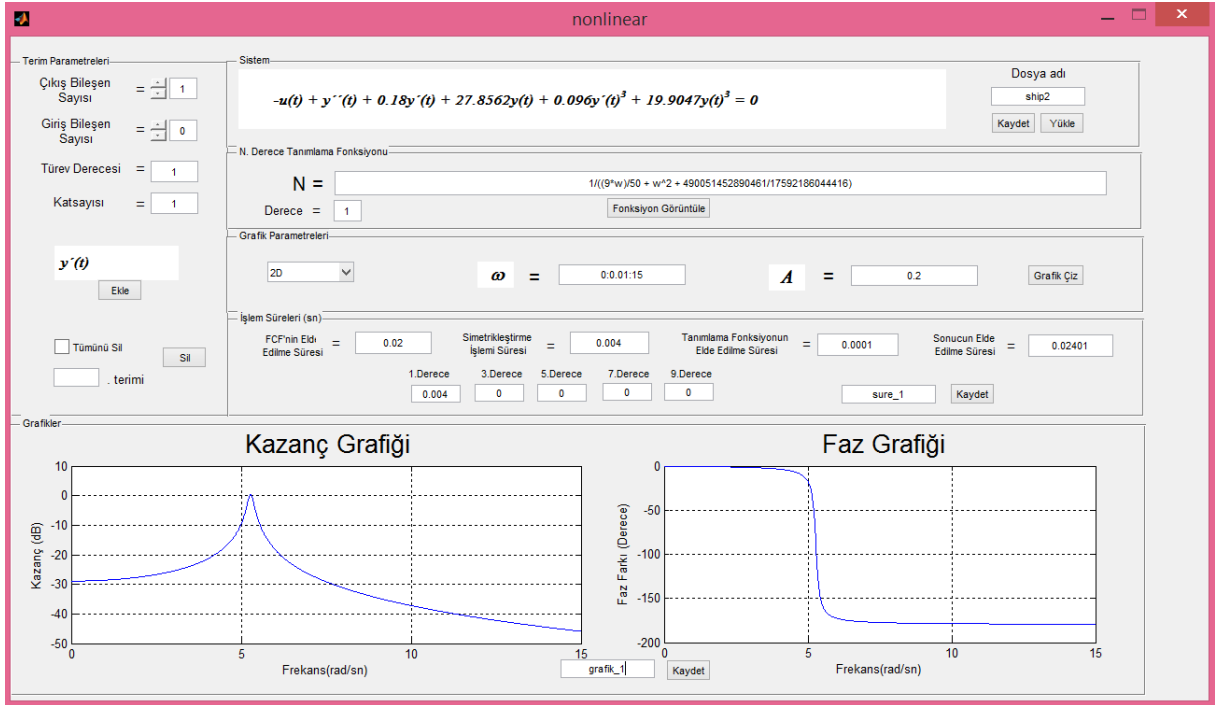 nonlinear
Terim Parametreleri
Çıkış Bileşen
Sayısı
= 1
Giriş Bileşen
Sayısı
= 0
Türev Derecesi = 1
Katsayısı = 1
y´(t)
Ekle
Tümünü Sil
Sil
. terimi
Sistem
-u(t) + y´´(t) + 0.18y´(t) + 27.8562y(t) + 0.096y´(t)³ + 19.9047y(t)³ = 0
Dosya adı
ship2
Kaydet Yükle
N. Derece Tanımlama Fonksiyonu
N = 1/((9*w)/50 + w^2 + 490051452890461/17592186044416)
Derece = 1
Fonksiyon Görüntüle
Grafik Parametreleri
2D
ω = 0:0.01:15
A = 0.2
Grafik Çiz
İşlem Süreleri (sn)
FCF'nin Eld
Edilme Süresi
= 0.02
Simetrikleştirme
İşlemi Süresi
= 0.004
Tanımlama Fonksiyonun
Elde Edilme Süresi
= 0.0001
Sonucun Elde
Edilme Süresi
= 0.02401
1.Derece 3.Derece 5.Derece 7.Derece 9.Derece
0.004 0 0 0 0
sure_1 Kaydet
Grafikler
Kazanç Grafiği
Kazanç (dB)
10
0
-10
-20
-30
-40
-50
0 5 10 15
Frekans(rad/sn)
grafik_1 Kaydet
Faz Grafiği
Faz Farkı (Derece)
0
-50
-100
-150
-200
0 5 10 15
Frekans(rad/sn)